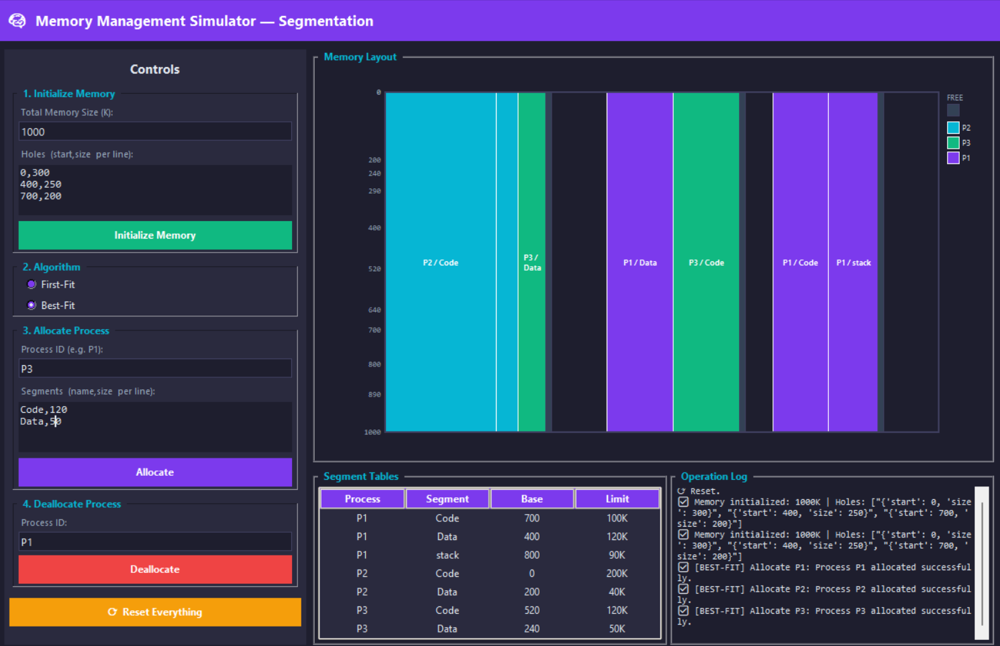 Memory Management Simulator — Segmentation
Controls
1. Initialize Memory
Total Memory Size (K):
1000
Holes (start,size per line):
0,300
400,250
700,200
Initialize Memory
2. Algorithm
First-Fit
Best-Fit
3. Allocate Process
Process ID (e.g. P1):
P3
Segments (name,size per line):
Code,120
Data,50
Allocate
4. Deallocate Process
Process ID:
P1
Deallocate
Reset Everything
Memory Layout
0
200
240
290
400
520
640
700
800
890
1000
P2 / Code
P3 /
Data
P1 / Data
P3 / Code
P1 / Code
P1 / stack
FREE
P2
P3
P1
Segment Tables
Process Segment Base Limit
P1 Code 700 100K
P1 Data 400 120K
P1 stack 800 90K
P2 Code 0 200K
P2 Data 200 40K
P3 Code 520 120K
P3 Data 240 50K
Operation Log
Reset.
Memory initialized: 1000K | Holes: ["{'start': 0, 'size
': 300}", "{'start': 400, 'size': 250}", "{'start': 700, '
size': 200}"]
Memory initialized: 1000K | Holes: ["{'start': 0, 'size
': 300}", "{'start': 400, 'size': 250}", "{'start': 700, '
size': 200}"]
[BEST-FIT] Allocate P1: Process P1 allocated successful
ly.
[BEST-FIT] Allocate P2: Process P2 allocated successful
ly.
[BEST-FIT] Allocate P3: Process P3 allocated successful
ly.